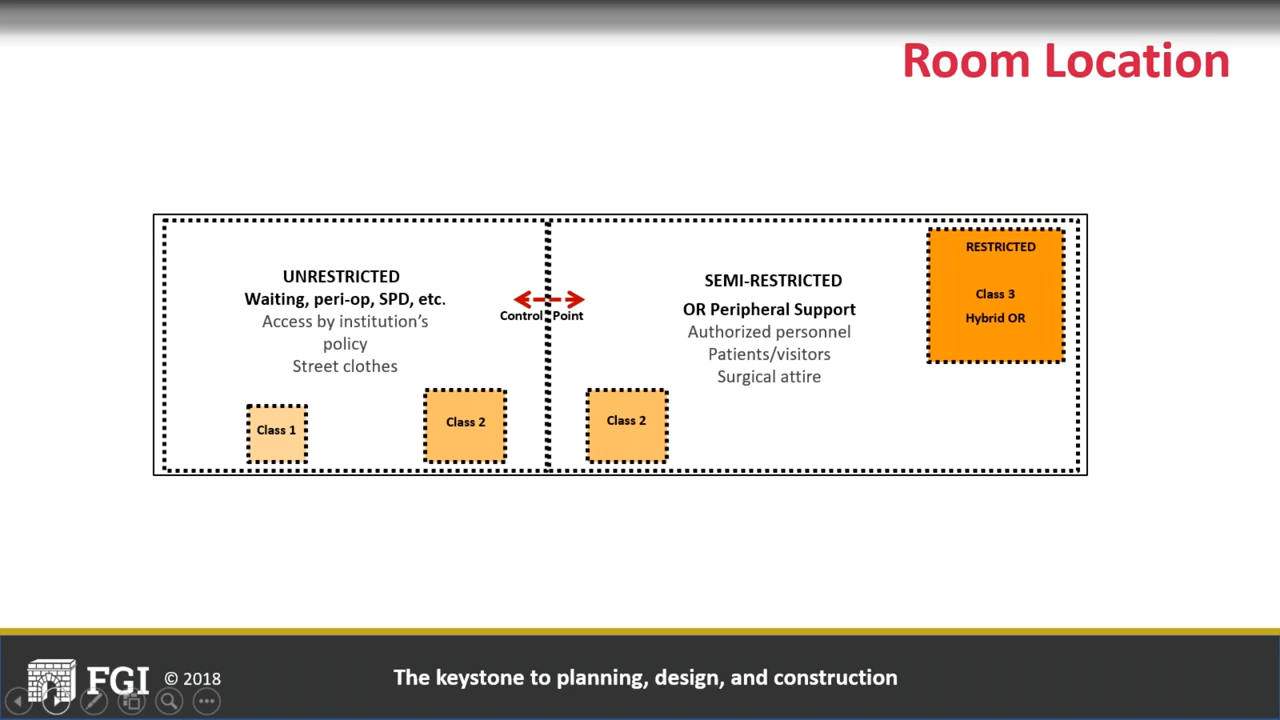 Room Location
UNRESTRICTED
Waiting, peri-op, SPD, etc.
Access by institution's
policy
Street clothes
Class 1
Class 2
Control Point
SEMI-RESTRICTED
OR Peripheral Support
Authorized personnel
Patients/visitors
Surgical attire
Class 2
RESTRICTED
Class 3
Hybrid OR
FGI © 2018
The keystone to planning, design, and construction